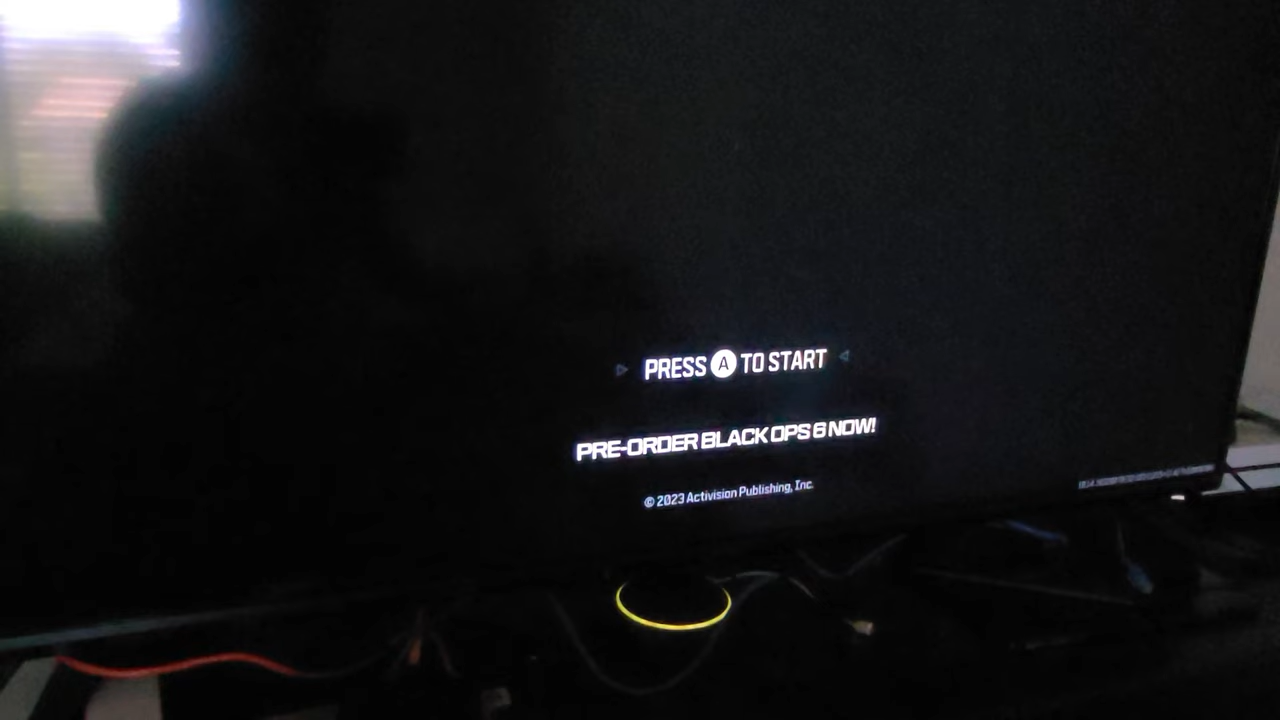 PRESS A TO START
PRE-ORDER BLACK OPS 6 NOW!
© 2023 Activision Publishing, Inc.